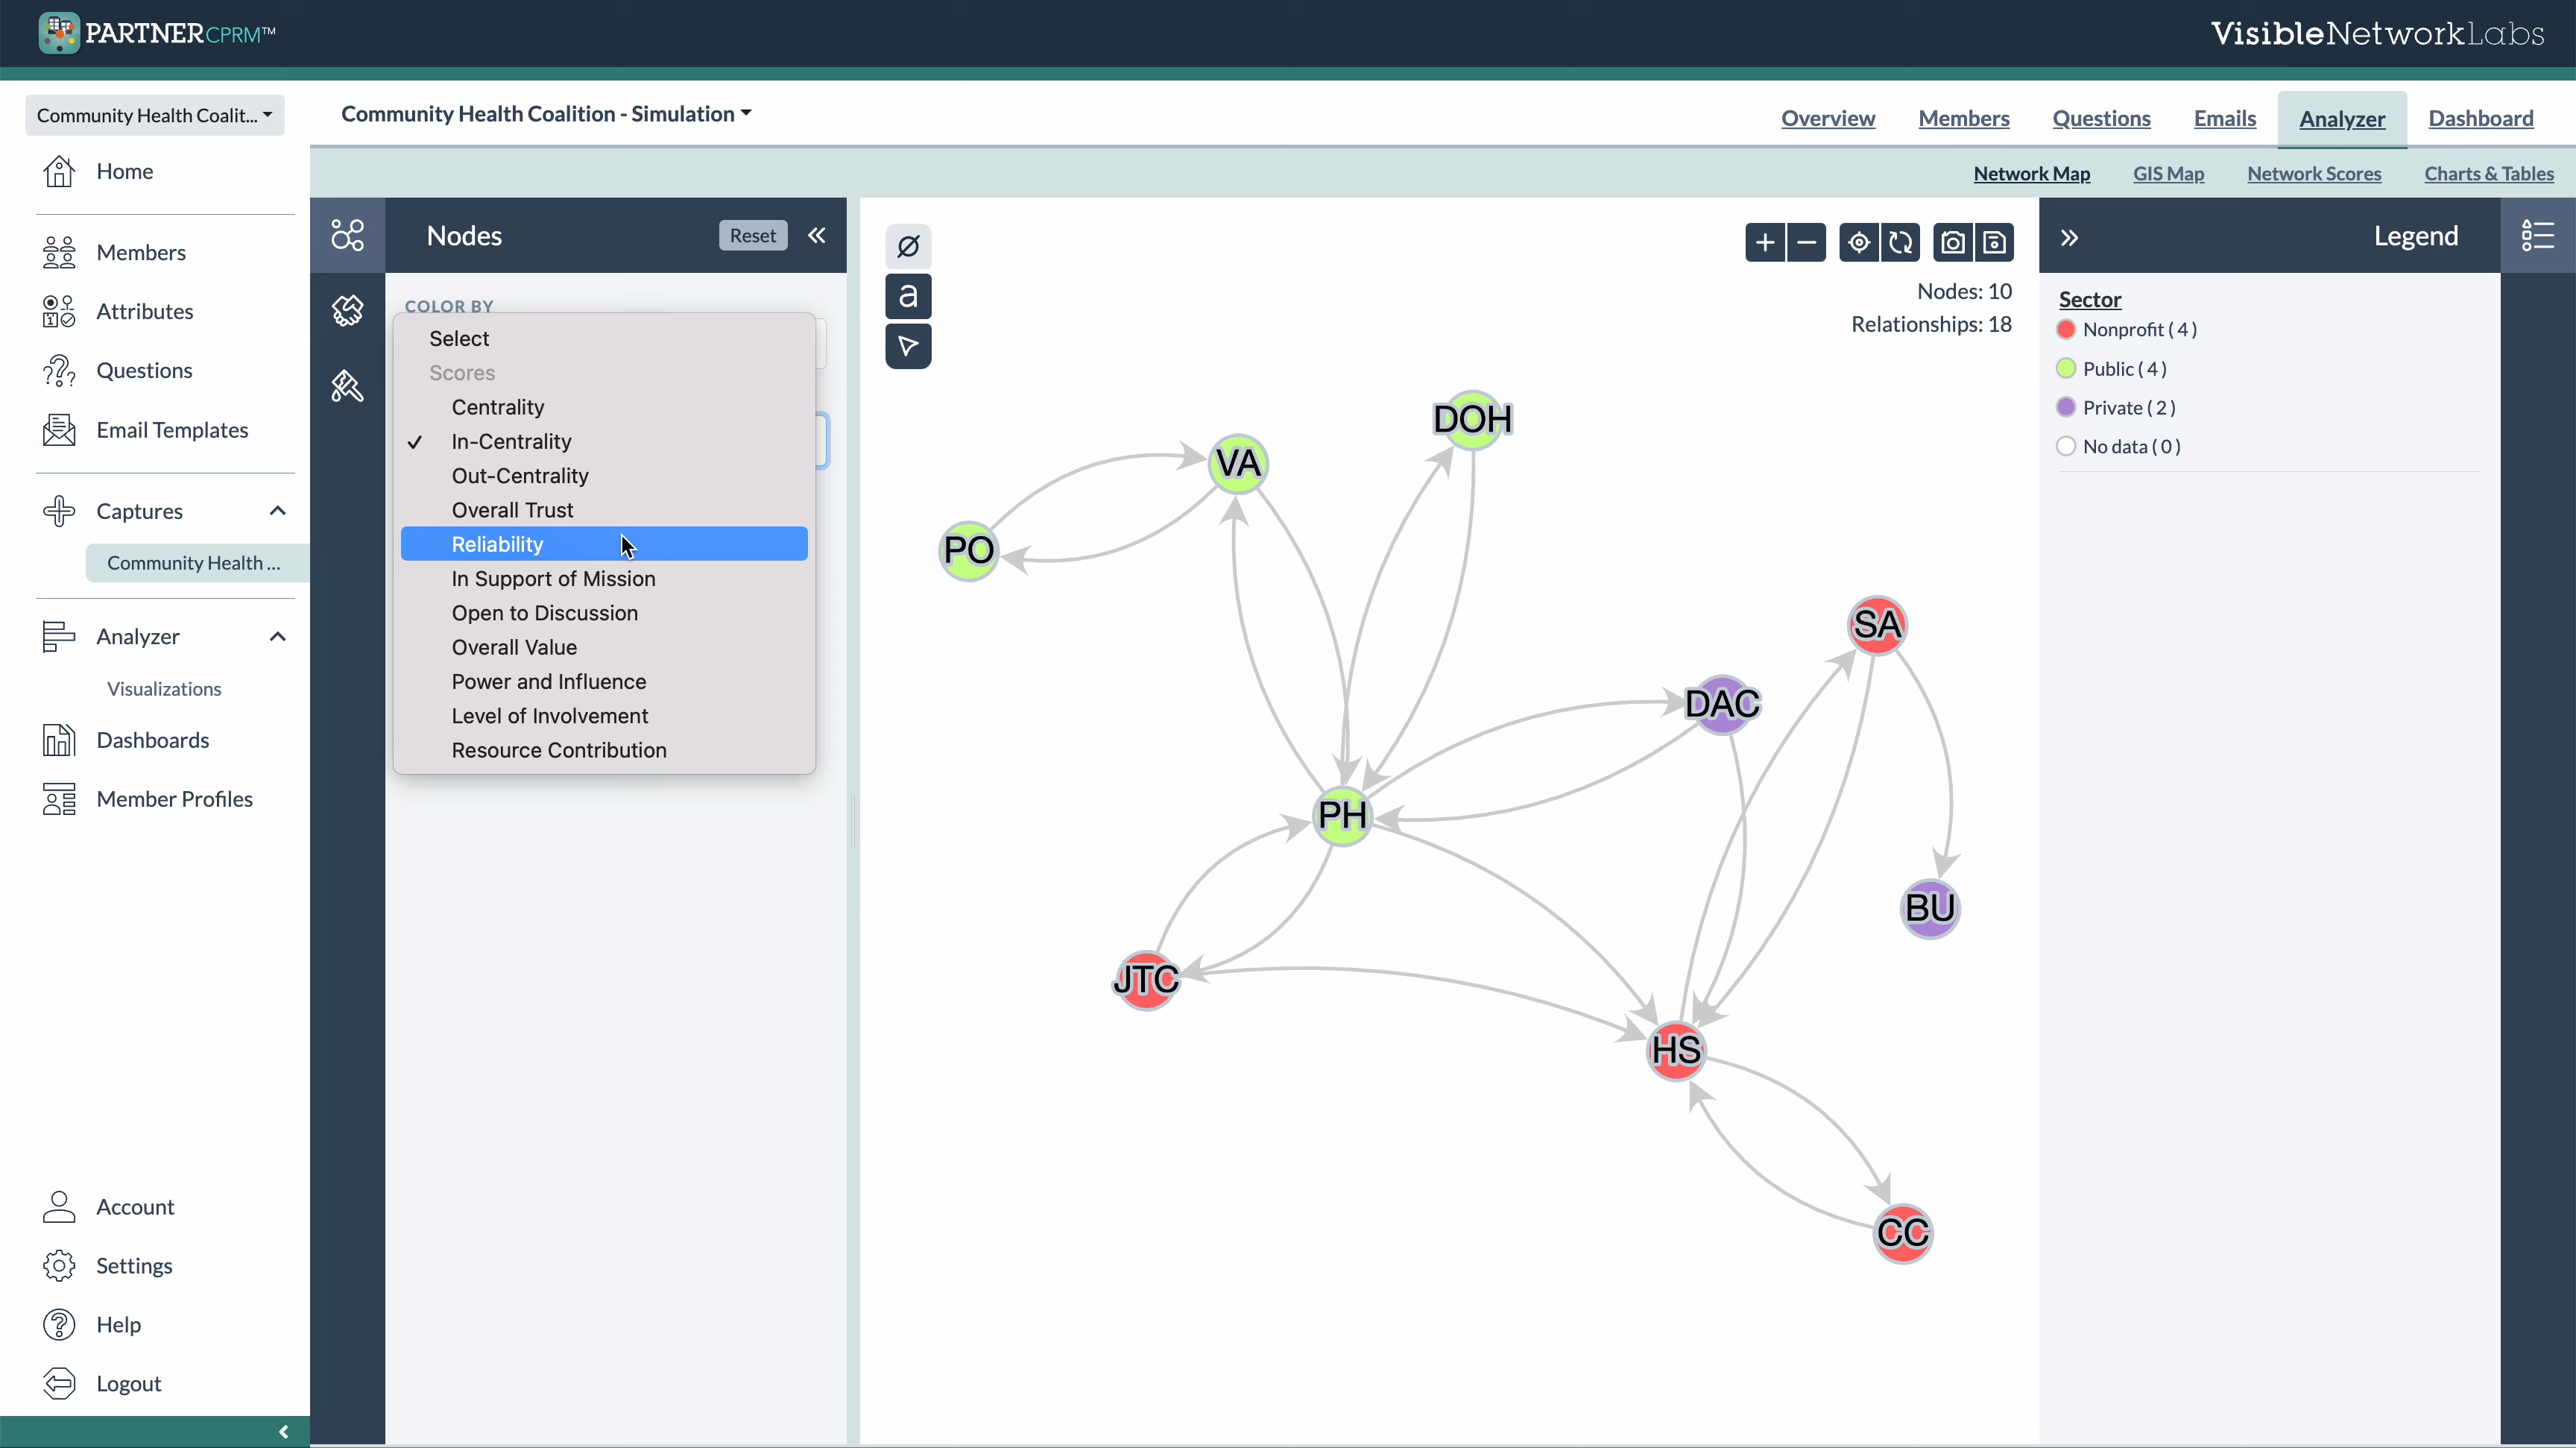 PARTNER CPRM™
VisibleNetworkLabs
Community Health Coalit...
Community Health Coalition - Simulation
Overview
Members
Questions
Emails
Analyzer
Dashboard
Network Map
GIS Map
Network Scores
Charts & Tables
Home
Members
Attributes
Questions
Email Templates
Captures
Community Health ...
Analyzer
Visualizations
Dashboards
Member Profiles
Account
Settings
Help
Logout
Nodes
Reset
COLOR BY
Select
Scores
Centrality
✓ In-Centrality
Out-Centrality
Overall Trust
Reliability
In Support of Mission
Open to Discussion
Overall Value
Power and Influence
Level of Involvement
Resource Contribution
a
Nodes: 10
Relationships: 18
DOH
VA
PO
SA
DAC
PH
BU
JTC
HS
CC
Legend
Sector
Nonprofit ( 4 )
Public ( 4 )
Private ( 2 )
No data ( 0 )